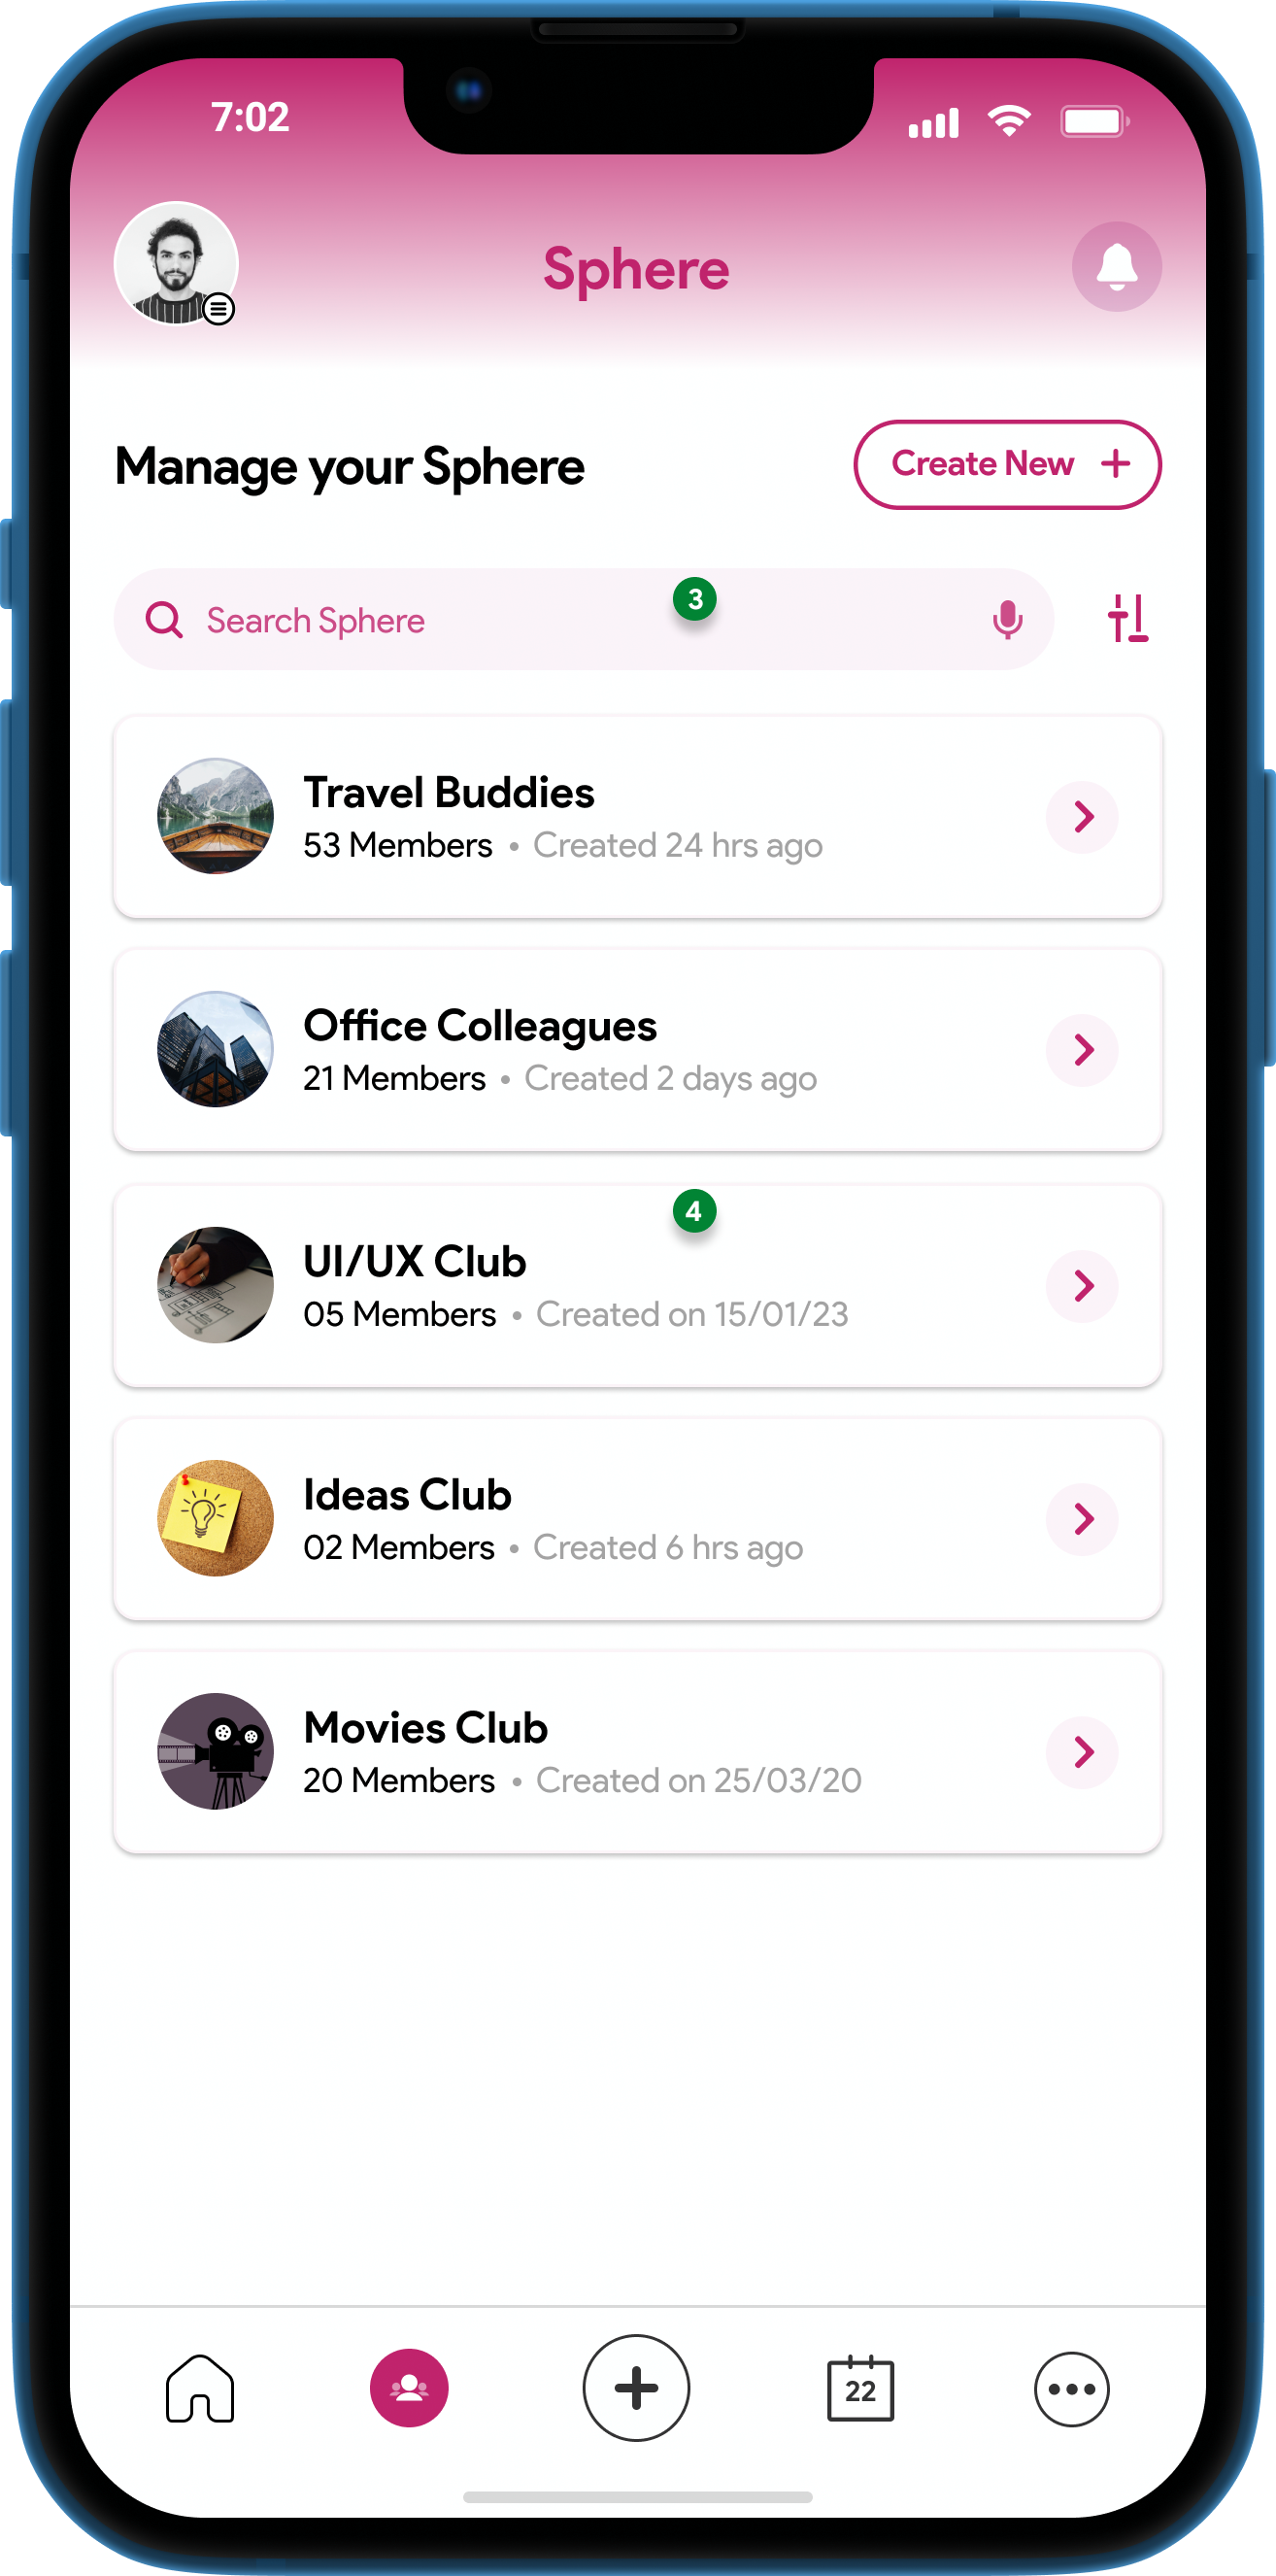 7:02
Sphere
Manage your Sphere
Create New +
Search Sphere
3
Travel Buddies
53 Members • Created 24 hrs ago
Office Colleagues
21 Members • Created 2 days ago
4
UI/UX Club
05 Members • Created on 15/01/23
Ideas Club
02 Members • Created 6 hrs ago
Movies Club
20 Members • Created on 25/03/20
22